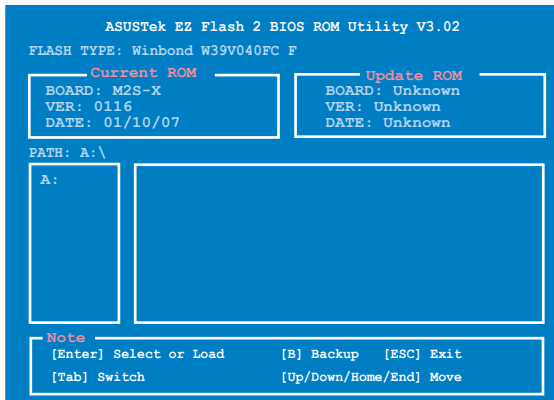 ASUSTek EZ Flash 2 BIOS ROM Utility V3.02
FLASH TYPE: Winbond W39V040FC F
Current ROM
BOARD: M2S-X
VER: 0116
DATE: 01/10/07
Update ROM
BOARD: Unknown
VER: Unknown
DATE: Unknown
PATH: A:\
A:
Note
[Enter] Select or Load [B] Backup [ESC] Exit
[Tab] Switch [Up/Down/Home/End] Move